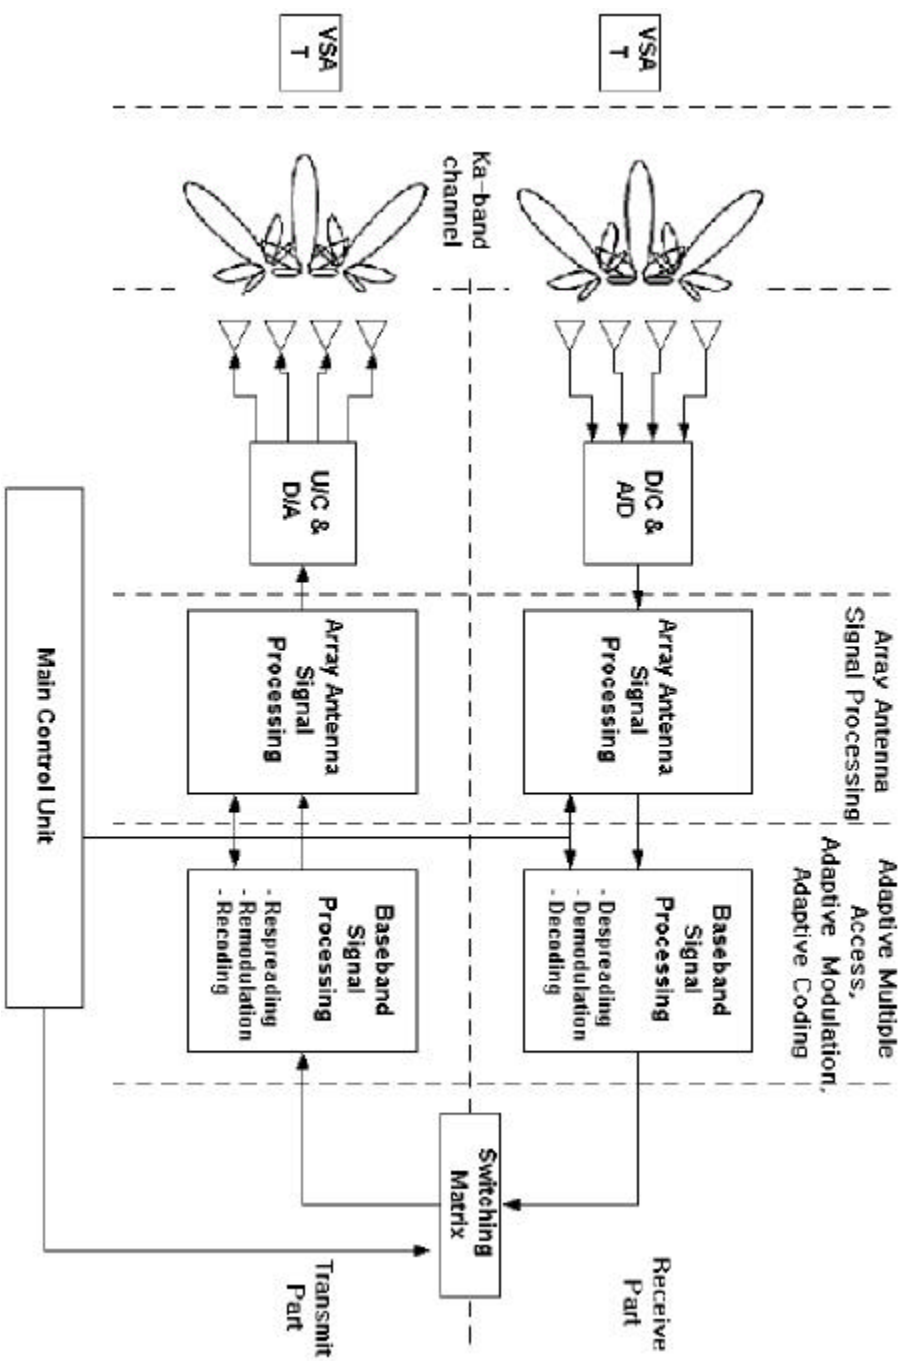 Array Antenna
Signal Processing
Adaptive Multiple
Access,
Adaptive Modulation,
Adaptive Coding
VSA
T
D/C &
A/D
Array Antenna
Signal
Processing
Baseband
Signal
Processing
- Despreading
- Demodulation
- Decoding
Receive
Part
Ka-band
channel
Switching
Matrix
VSA
T
U/C &
D/A
Array Antenna
Signal
Processing
Baseband
Signal
Processing
- Respreading
- Remodulation
- Recoding
Transmit
Part
Main Control Unit